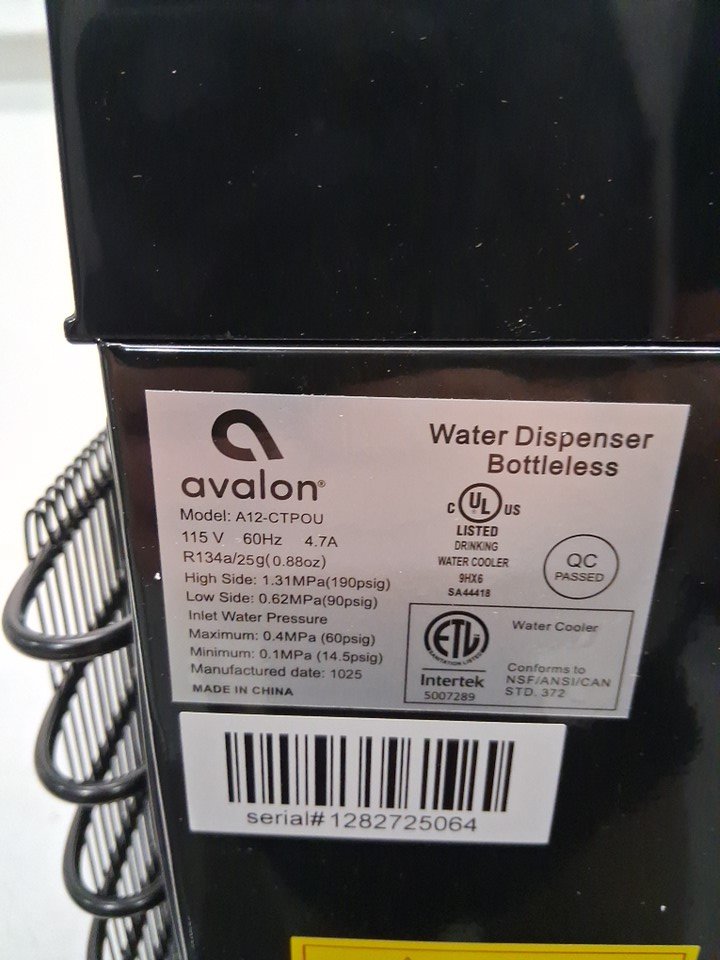 avalon®
Model: A12-CTPOU
115 V 60Hz 4.7A
R134a/25g(0.88oz)
High Side: 1.31MPa(190psig)
Low Side: 0.62MPa(90psig)
Inlet Water Pressure
Maximum: 0.4MPa (60psig)
Minimum: 0.1MPa (14.5psig)
Manufactured date: 1025
MADE IN CHINA
Water Dispenser
Bottleless
C UL US
LISTED
DRINKING
WATER COOLER
9HX6
SA44418
QC
PASSED
ETL
SANITATION LISTED
Intertek
5007289
Water Cooler
Conforms to
NSF/ANSI/CAN
STD. 372
serial#1282725064